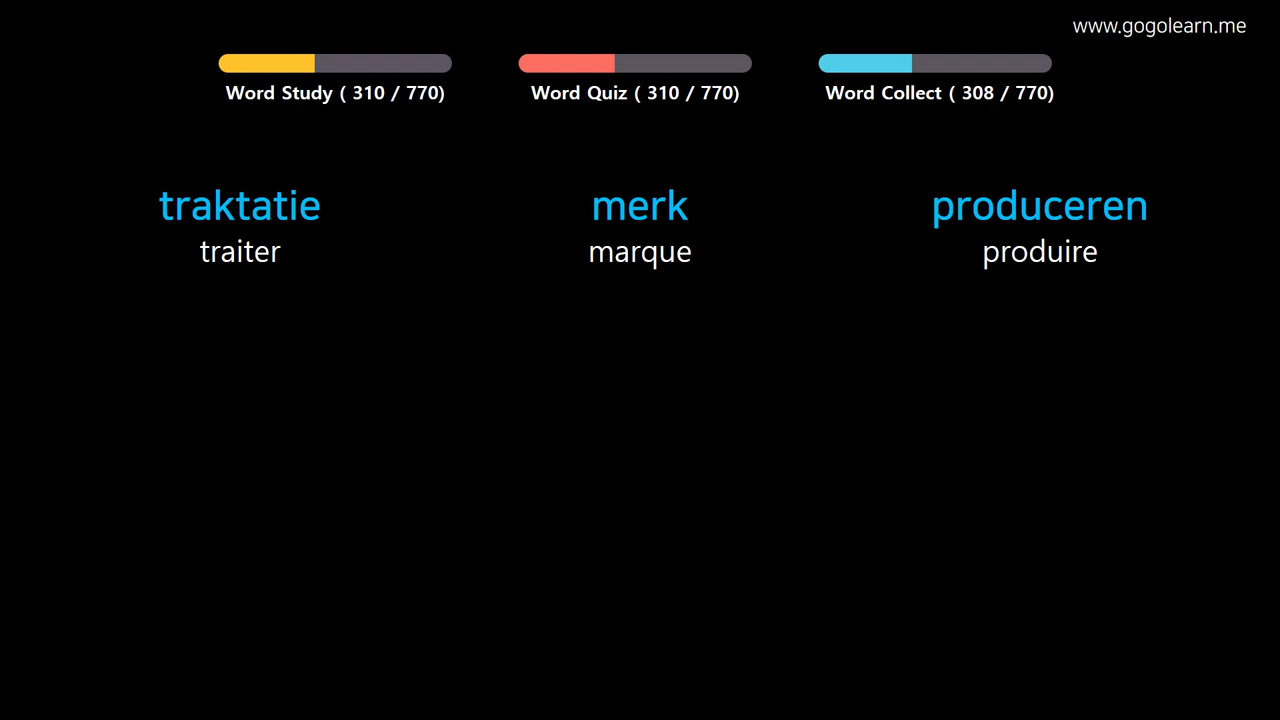 www.gogolearn.me
Word Study ( 310 / 770)
Word Quiz ( 310 / 770)
Word Collect ( 308 / 770)
traktatie
traiter
merk
marque
produceren
produire